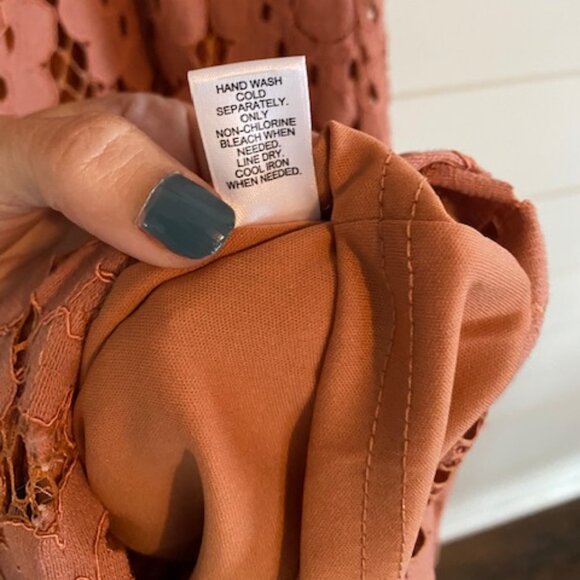 HAND WASH
COLD
SEPARATELY.
ONLY
NON-CHLORINE
BLEACH WHEN
NEEDED.
LINE DRY.
COOL IRON
WHEN NEEDED.